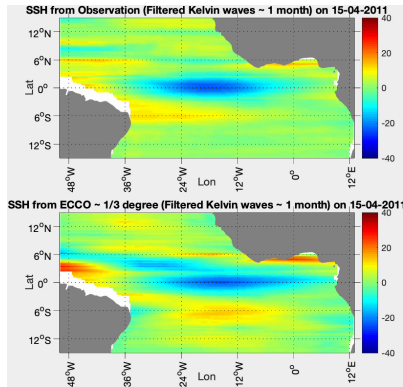 SSH from Observation (Filtered Kelvin waves ~ 1 month) on 15-04-2011
12°N
6°N
0°
6°S
12°S
Lat
48°W
36°W
24°W
12°W
0°
12°E
Lon
40
20
0
-20
-40
SSH from ECCO ~ 1/3 degree (Filtered Kelvin waves ~ 1 month) on 15-04-2011
12°N
6°N
0°
6°S
12°S
Lat
48°W
36°W
24°W
12°W
0°
12°E
Lon
40
20
0
-20
-40